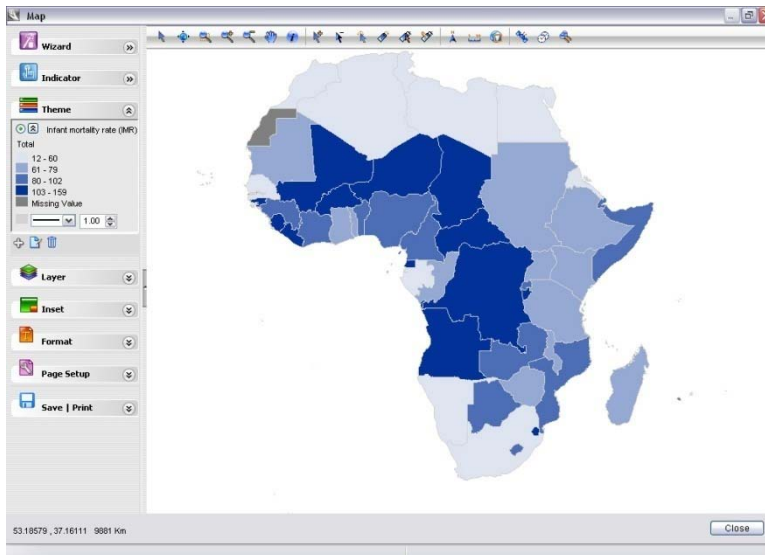 Map
Wizard
Indicator
Theme
Infant mortality rate (IMR)
Total
12 - 60
61 - 79
80 - 102
103 - 159
Missing Value
1.00
Layer
Inset
Format
Page Setup
Save | Print
53.18579 , 37.16111 9881 Km
Close